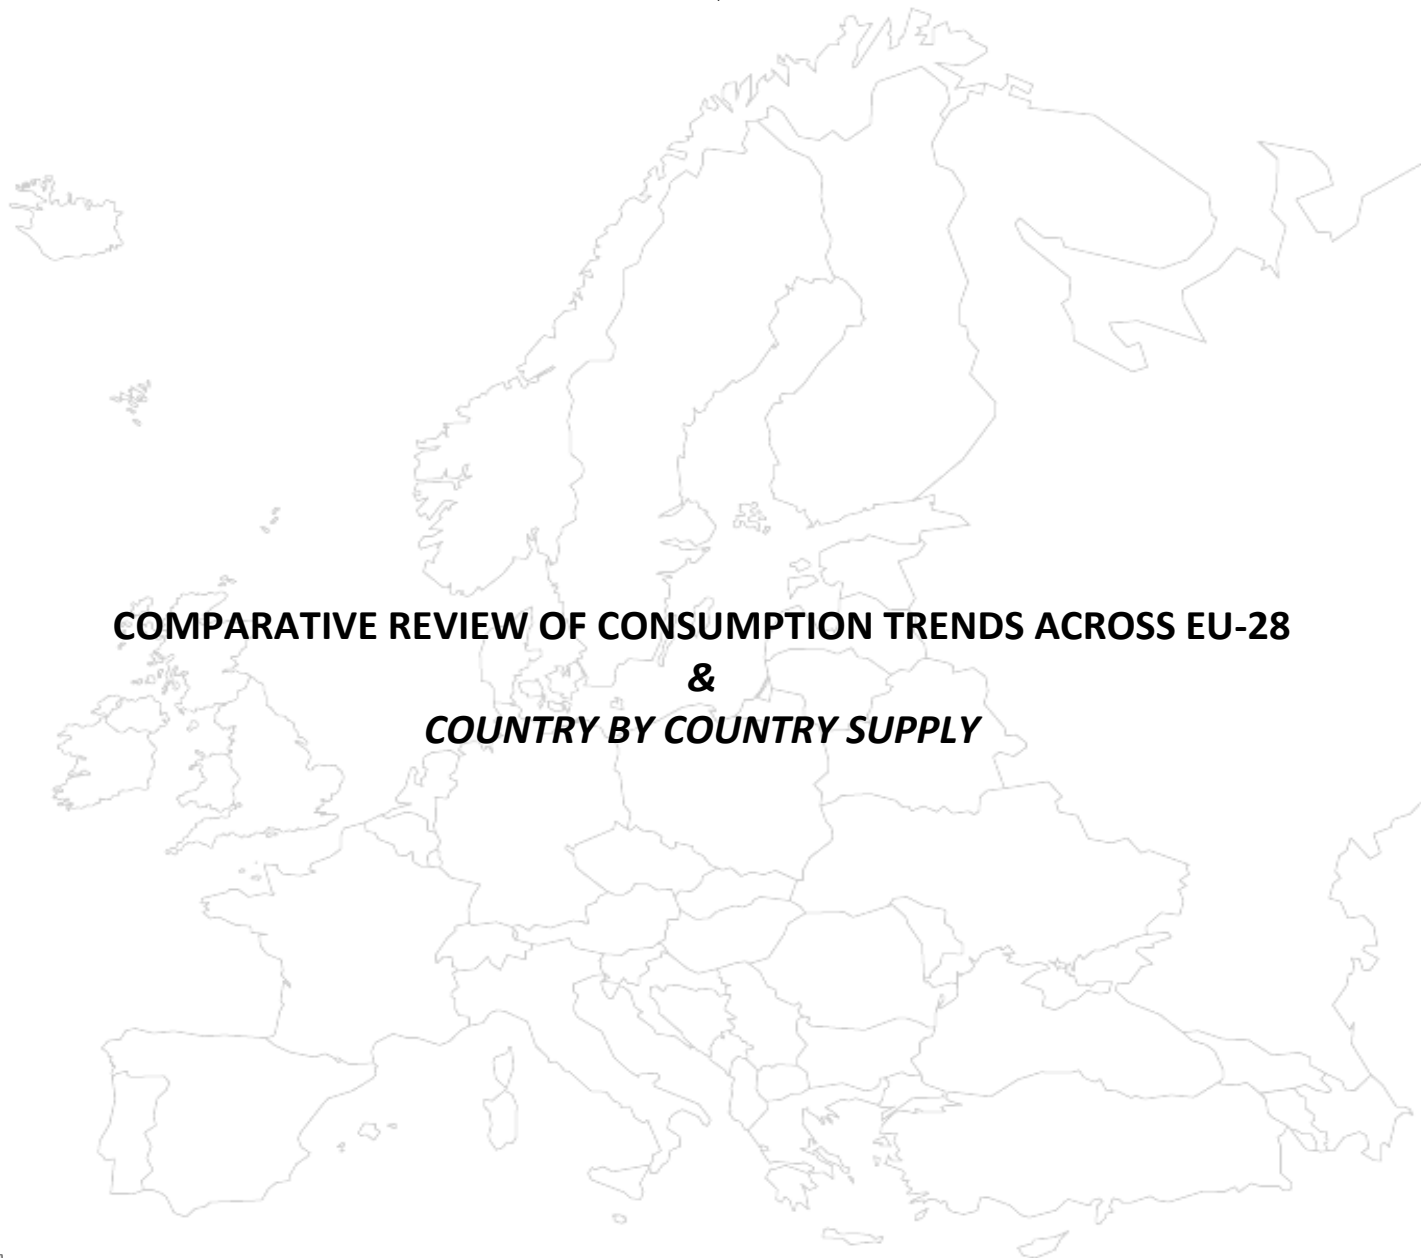 COMPARATIVE REVIEW OF CONSUMPTION TRENDS ACROSS EU-28
&
COUNTRY BY COUNTRY SUPPLY